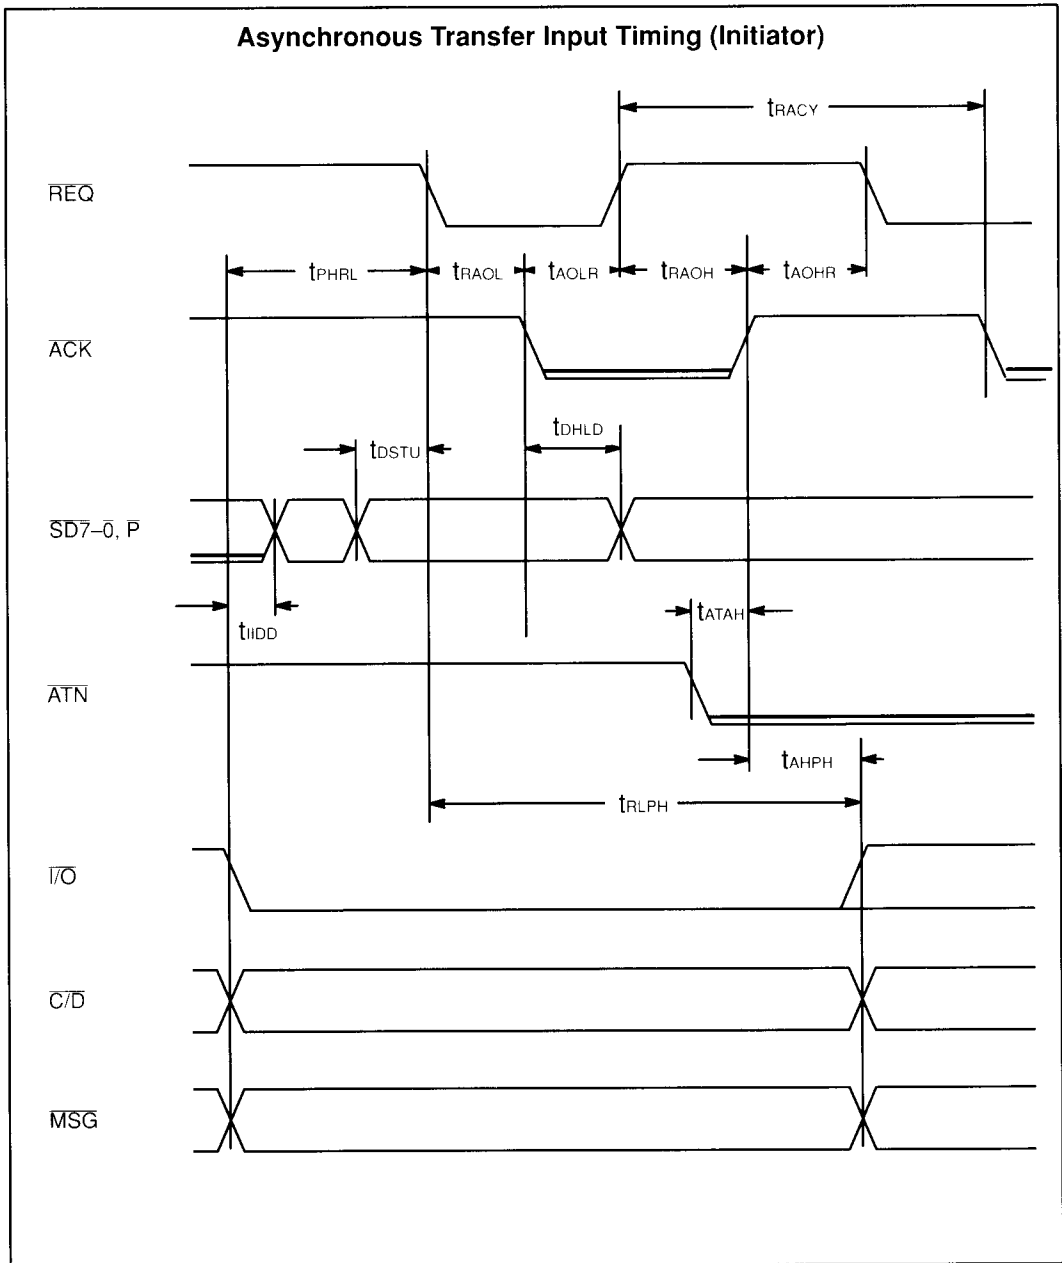 Asynchronous Transfer Input Timing (Initiator)
tRACY
REQ
tPHRL tRAOL tAOLR tRAOH tAOHR
ACK
tDHLD
tDSTU
SD7–0, P
tATAH
tIIDD
ATN
tAHPH
tRLPH
I/O
C/D
MSG